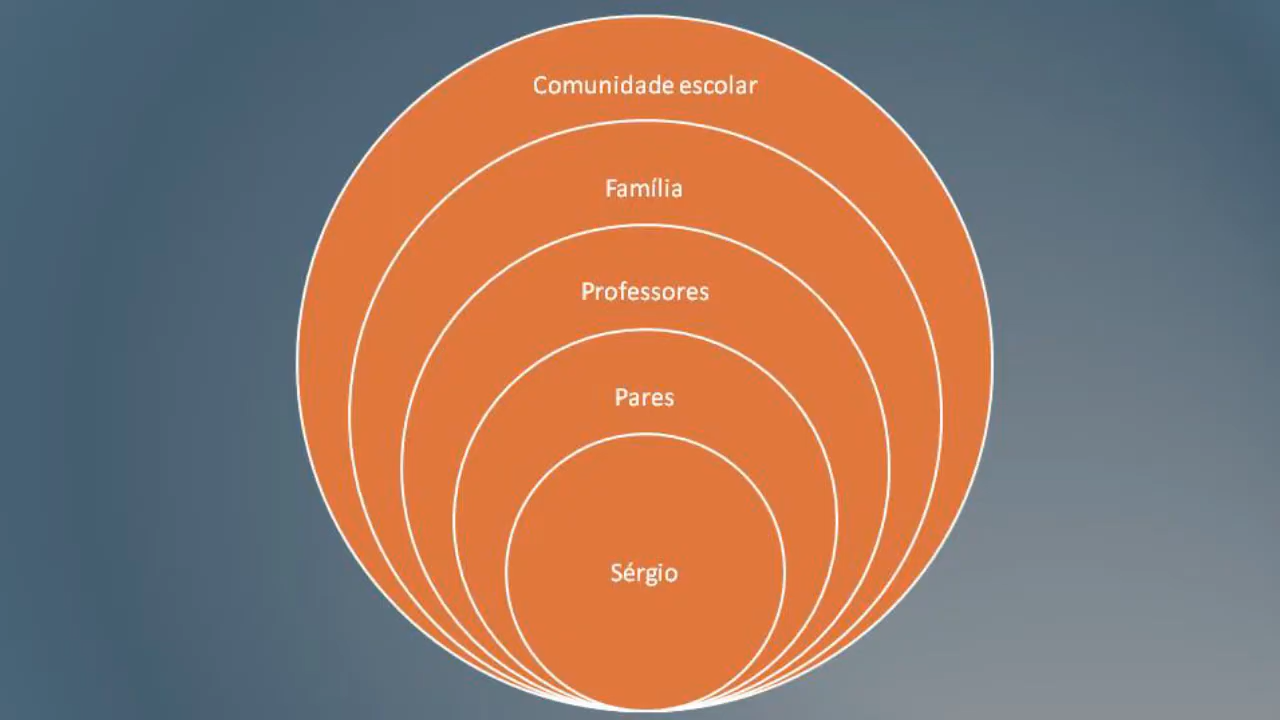 Comunidade escolar
Família
Professores
Pares
Sérgio